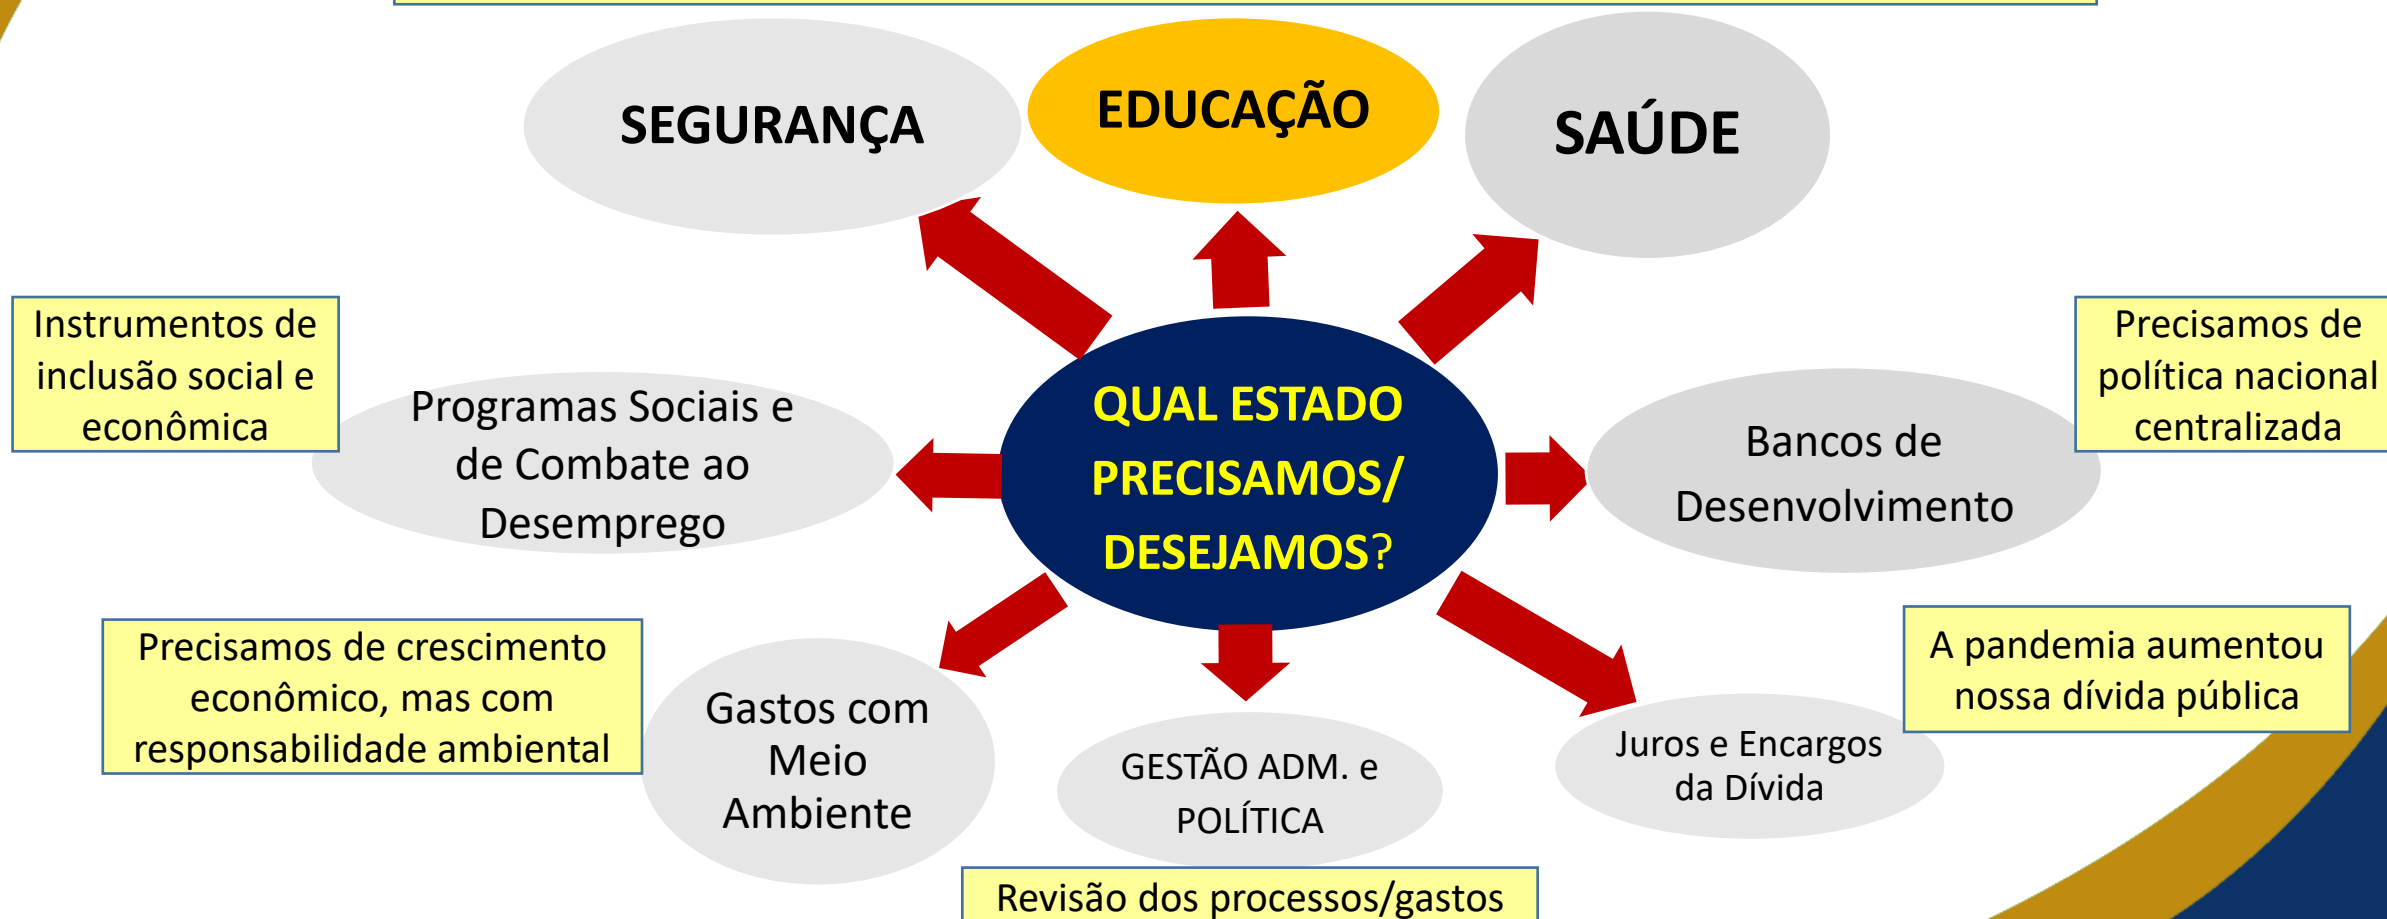 SEGURANÇA
EDUCAÇÃO
SAÚDE
Instrumentos de
inclusão social e
econômica
Programas Sociais e
de Combate ao
Desemprego
QUAL ESTADO
PRECISAMOS/
DESEJAMOS?
Bancos de
Desenvolvimento
Precisamos de
política nacional
centralizada
Precisamos de crescimento
econômico, mas com
responsabilidade ambiental
Gastos com
Meio
Ambiente
GESTÃO ADM. e
POLÍTICA
Juros e Encargos
da Dívida
A pandemia aumentou
nossa dívida pública
Revisão dos processos/gastos